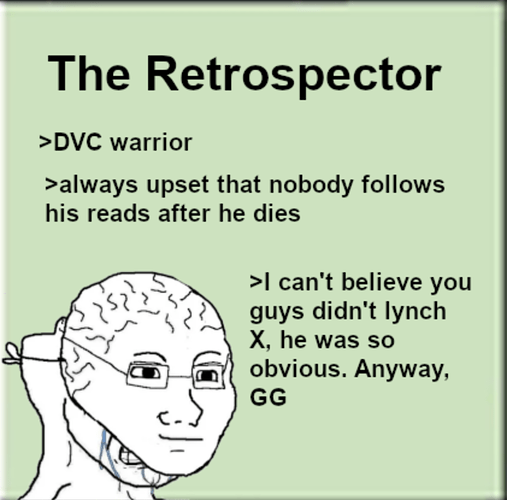 The Retrospector
>DVC warrior
>always upset that nobody follows
his reads after he dies
>I can't believe you
guys didn't lynch
X, he was so
obvious. Anyway,
GG